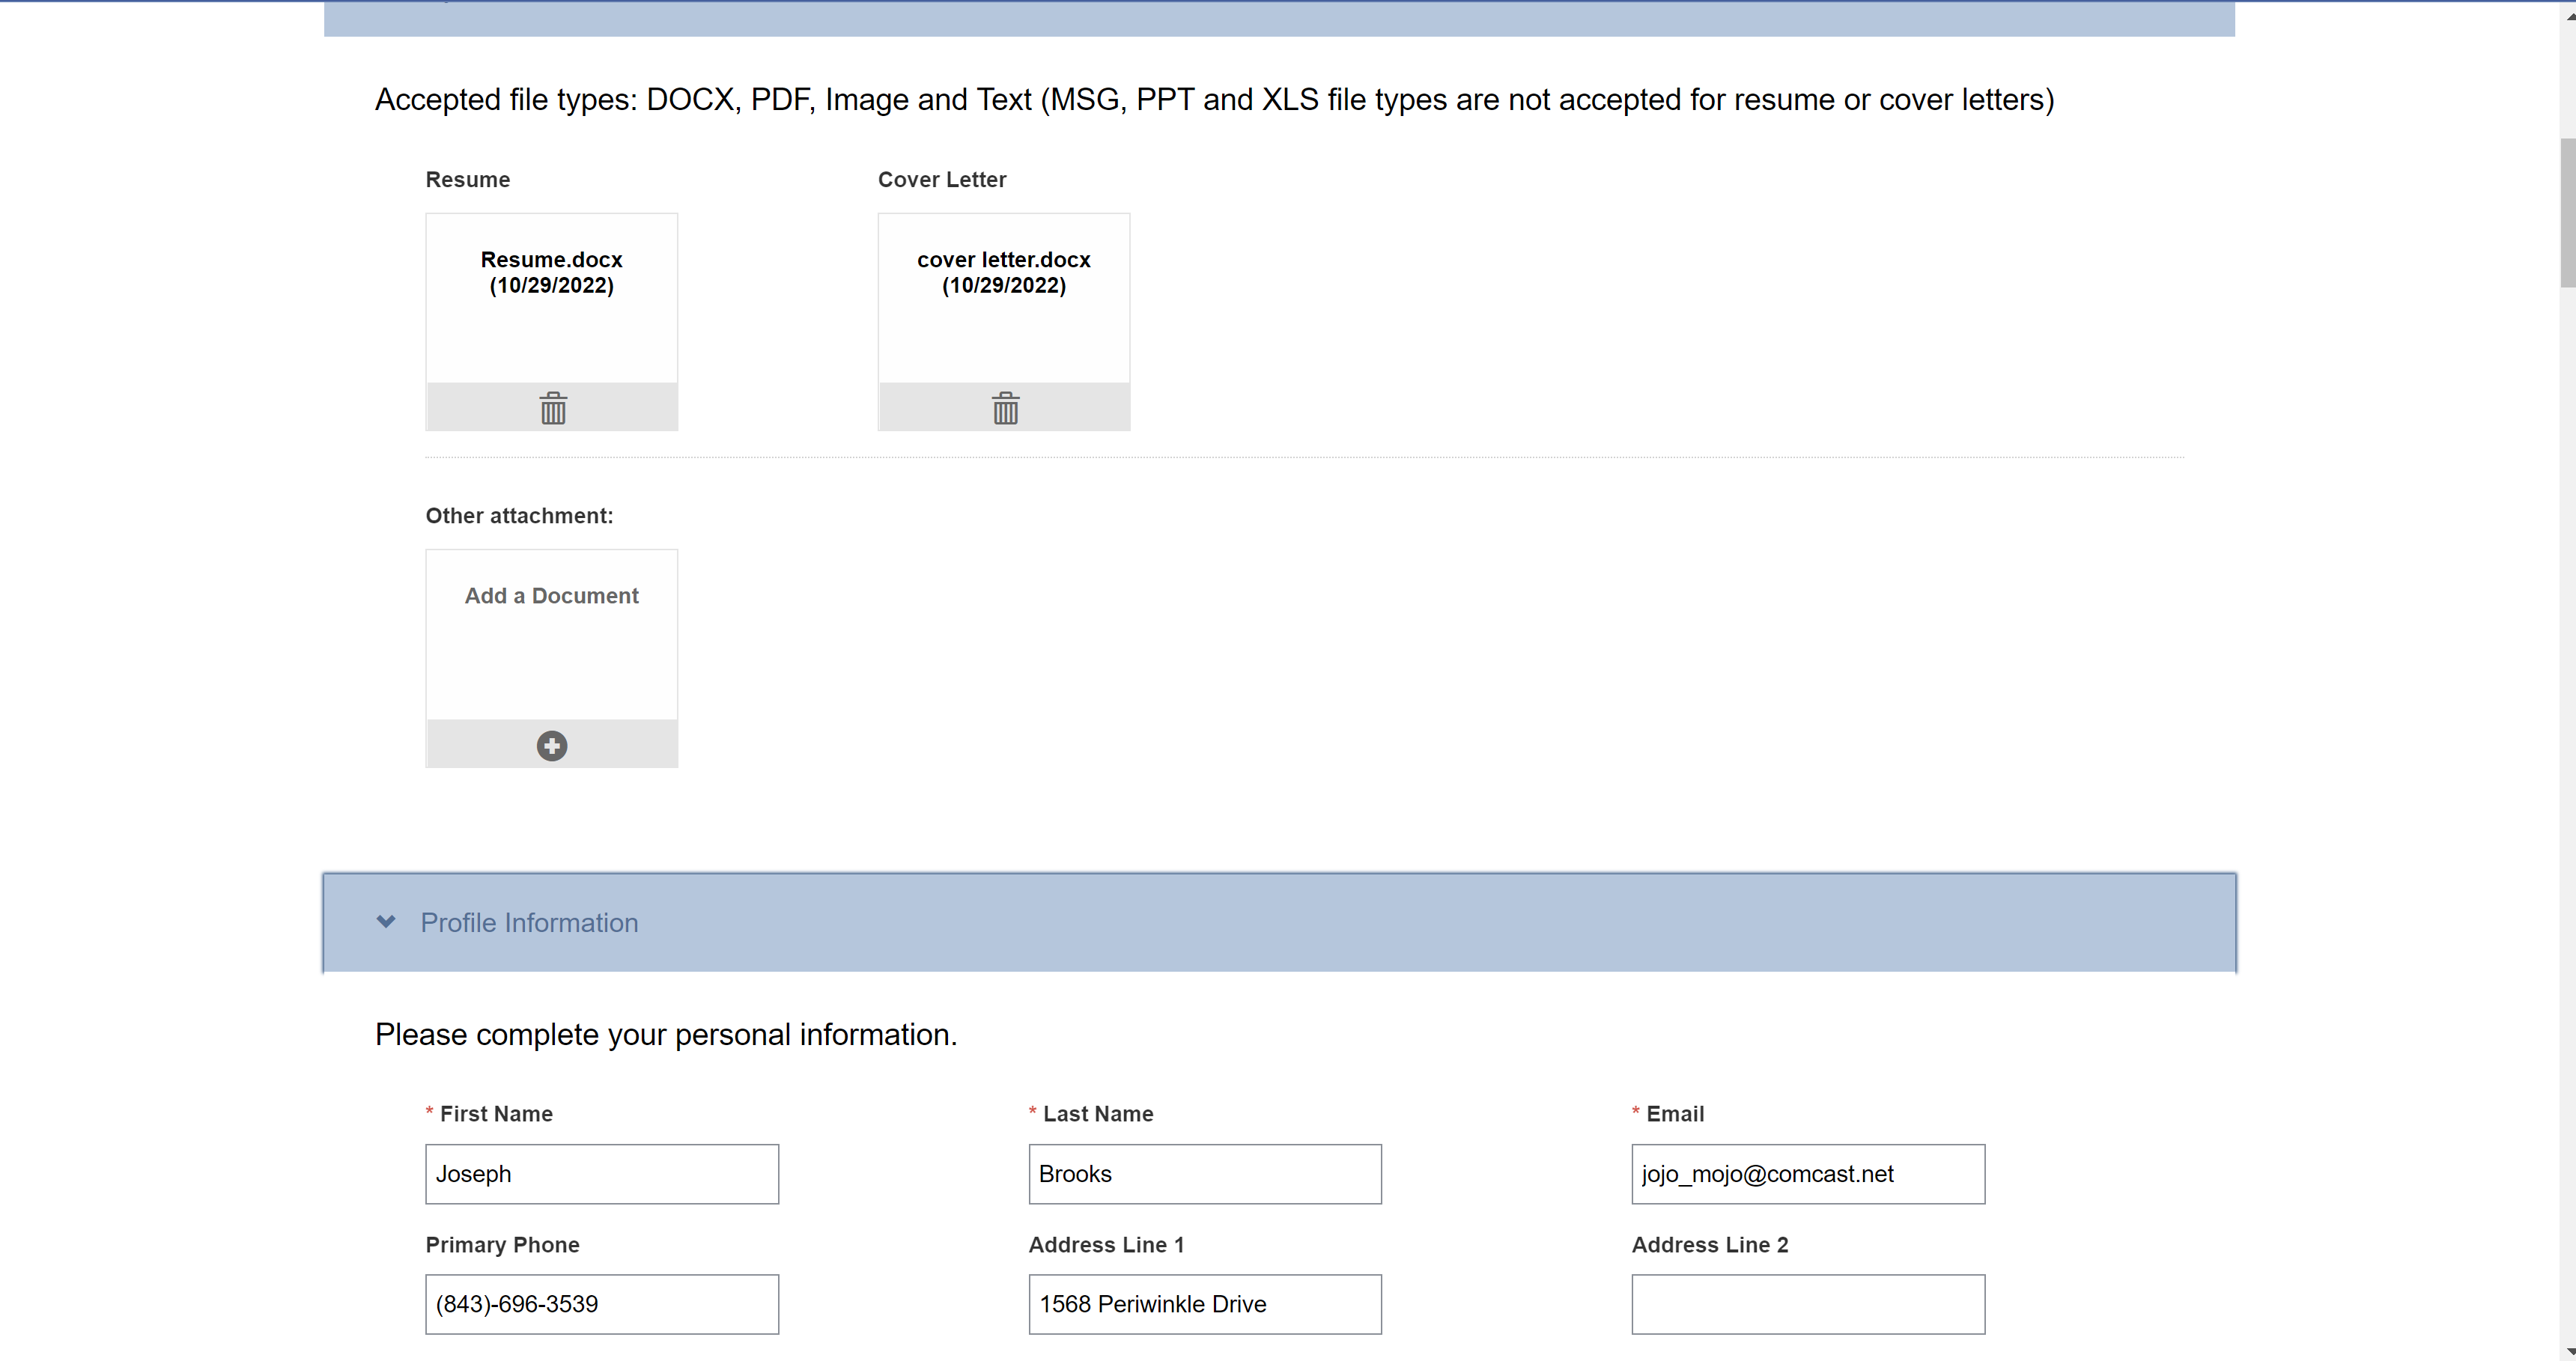 Accepted file types: DOCX, PDF, Image and Text (MSG, PPT and XLS file types are not accepted for resume or cover letters)
Resume
Cover Letter
Resume.docx
(10/29/2022)
cover letter.docx
(10/29/2022)
Other attachment:
Add a Document
Profile Information
Please complete your personal information.
* First Name
* Last Name
* Email
Joseph
Brooks
jojo_mojo@comcast.net
Primary Phone
Address Line 1
Address Line 2
(843)-696-3539
1568 Periwinkle Drive